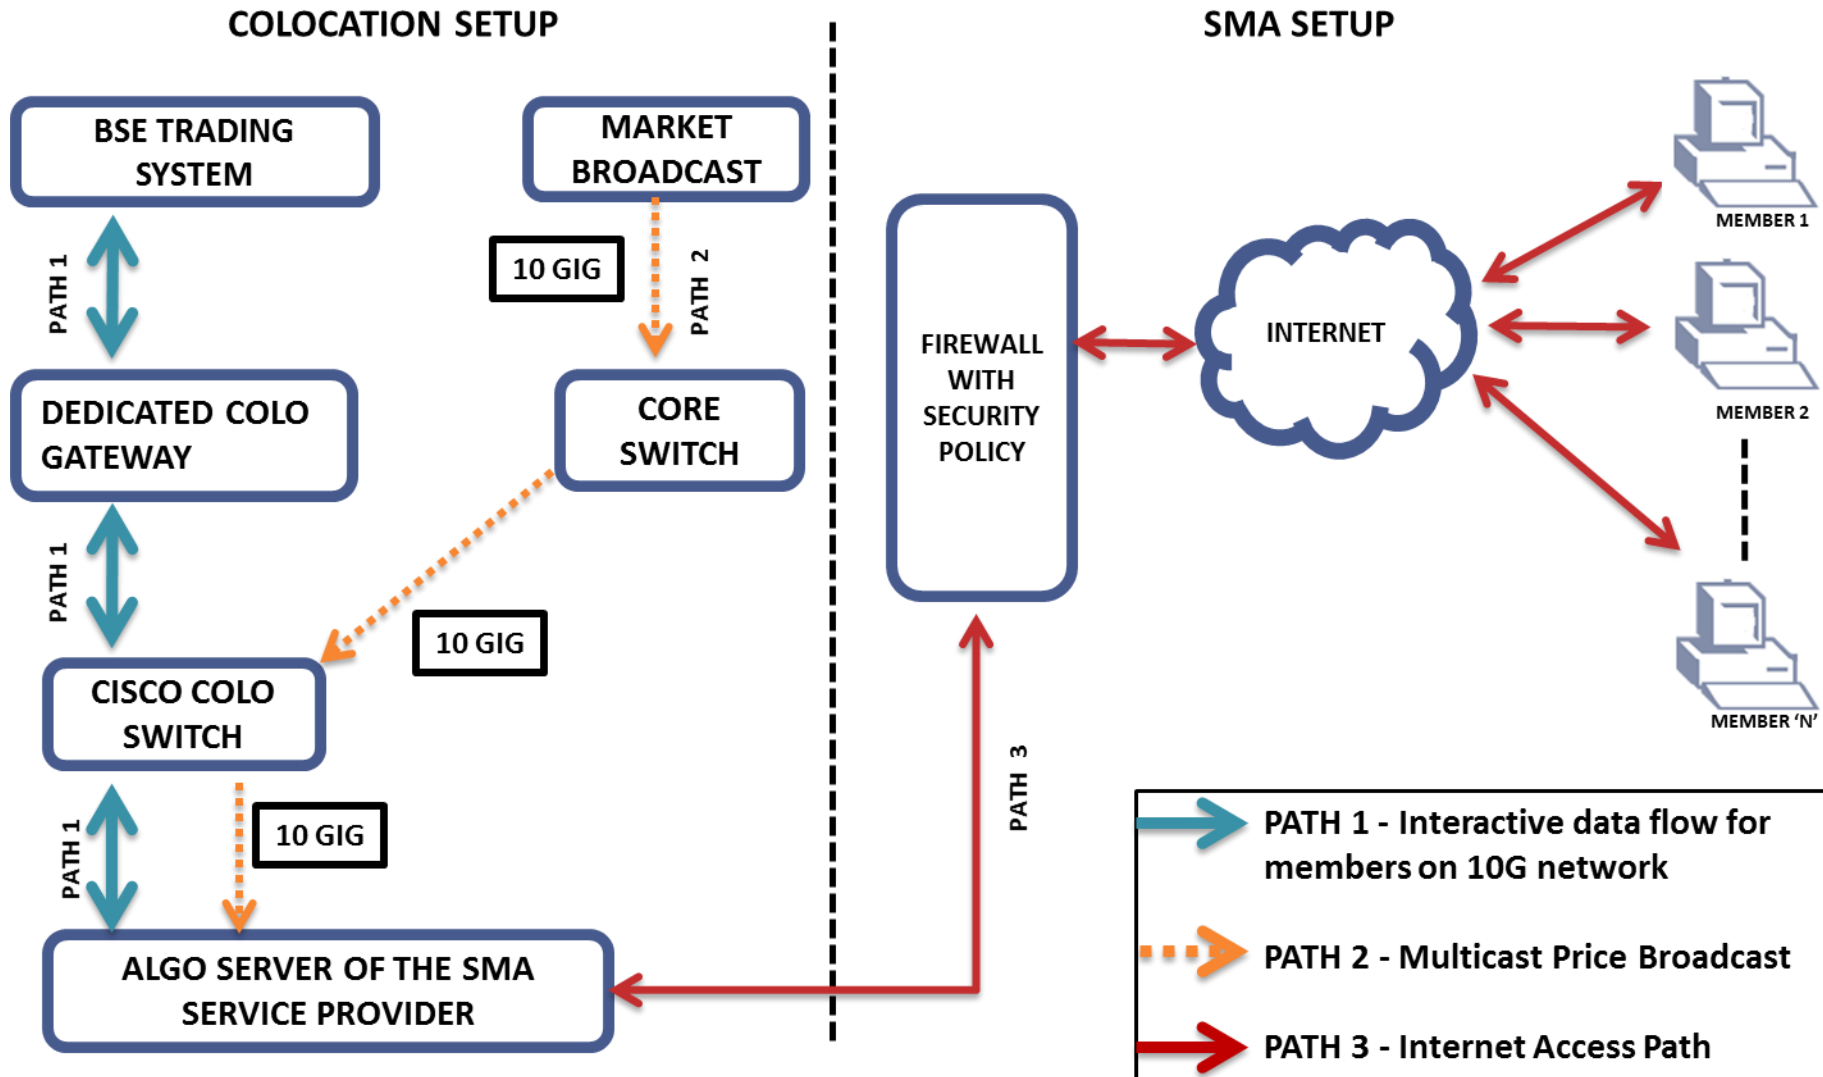 COLOCATION SETUP
SMA SETUP
BSE TRADING
SYSTEM
MARKET
BROADCAST
PATH 1
10 GIG
PATH 2
DEDICATED COLO
GATEWAY
CORE
SWITCH
PATH 1
10 GIG
CISCO COLO
SWITCH
PATH 1
10 GIG
ALGO SERVER OF THE SMA
SERVICE PROVIDER
FIREWALL
WITH
SECURITY
POLICY
INTERNET
MEMBER 1
MEMBER 2
MEMBER ‘N’
PATH 3
PATH 1 - Interactive data flow for
members on 10G network
PATH 2 - Multicast Price Broadcast
PATH 3 - Internet Access Path